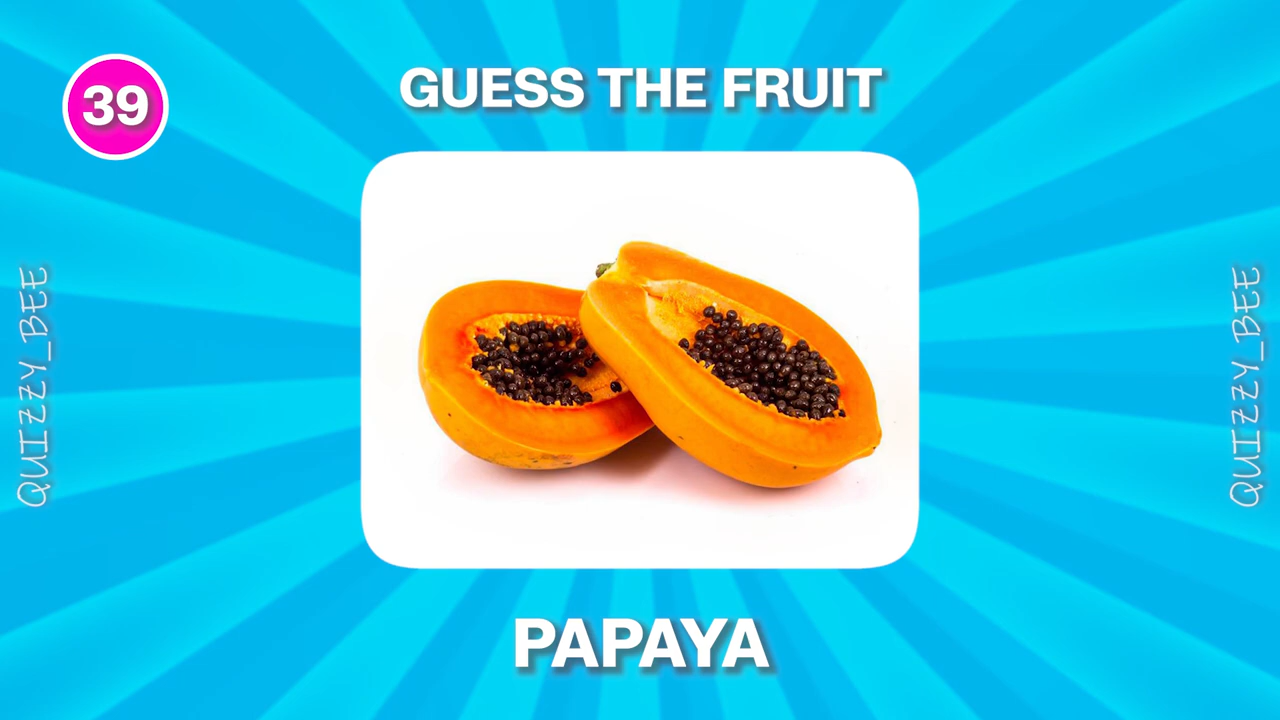 39
GUESS THE FRUIT
QUIZZY_BEE
QUIZZY_BEE
PAPAYA